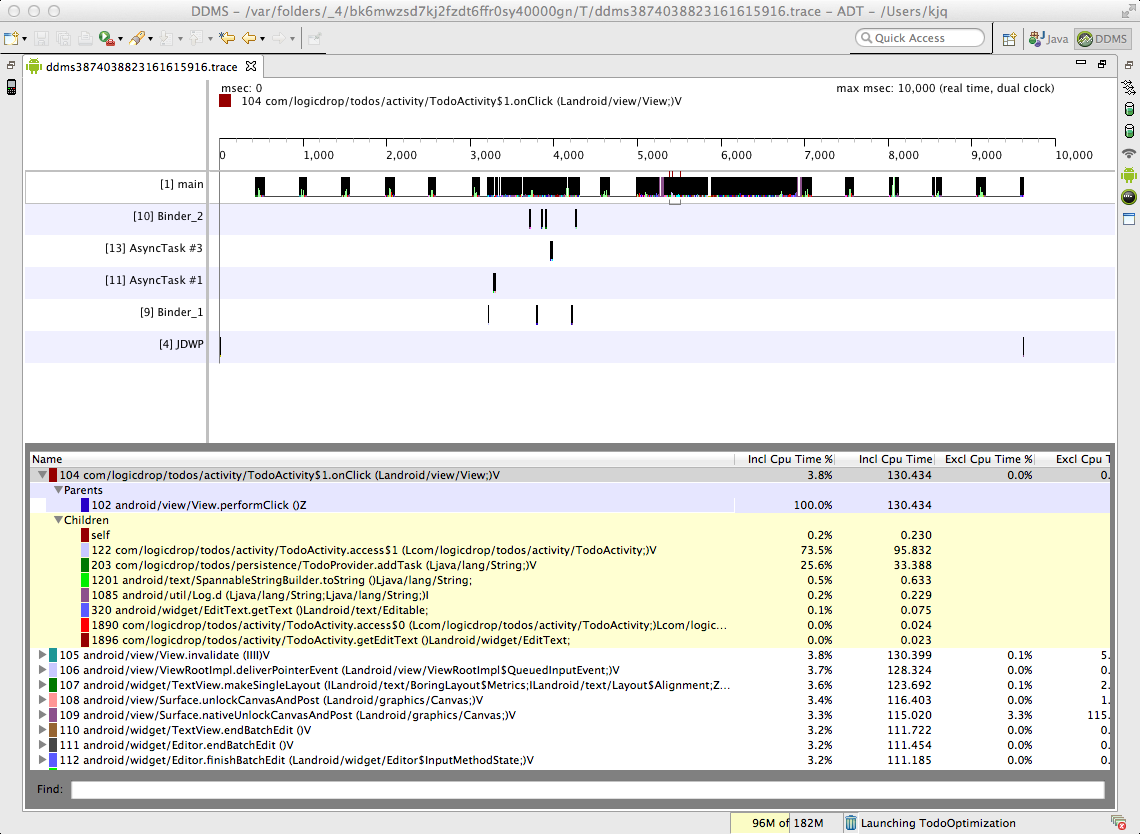 DDMS – /var/folders/_4/bk6mwzsd7kj2fzdt6ffr0sy40000gn/T/ddms3874038823161615916.trace – ADT – /Users/kjq
Quick Access
Java
DDMS
ddms3874038823161615916.trace
msec: 0
max msec: 10,000 (real time, dual clock)
104 com/logicdrop/todos/activity/TodoActivity$1.onClick (Landroid/view/View;)V
0 1,000 2,000 3,000 4,000 5,000 6,000 7,000 8,000 9,000 10,000
[1] main
[10] Binder_2
[13] AsyncTask #3
[11] AsyncTask #1
[9] Binder_1
[4] JDWP
Name Incl Cpu Time % Incl Cpu Time Excl Cpu Time % Excl Cpu T
104 com/logicdrop/todos/activity/TodoActivity$1.onClick (Landroid/view/View;)V 3.8% 130.434 0.0% 0.
Parents
102 android/view/View.performClick ()Z 100.0% 130.434
Children
self 0.2% 0.230
122 com/logicdrop/todos/activity/TodoActivity.access$1 (Lcom/logicdrop/todos/activity/TodoActivity;)V 73.5% 95.832
203 com/logicdrop/todos/persistence/TodoProvider.addTask (Ljava/lang/String;)V 25.6% 33.388
1201 android/text/SpannableStringBuilder.toString ()Ljava/lang/String; 0.5% 0.633
1085 android/util/Log.d (Ljava/lang/String;Ljava/lang/String;)I 0.2% 0.229
320 android/widget/EditText.getText ()Landroid/text/Editable; 0.1% 0.075
1890 com/logicdrop/todos/activity/TodoActivity.access$0 (Lcom/logicdrop/todos/activity/TodoActivity;)Lcom/logic... 0.0% 0.024
1896 com/logicdrop/todos/activity/TodoActivity.getEditText ()Landroid/widget/EditText; 0.0% 0.023
105 android/view/View.invalidate (IIII)V 3.8% 130.399 0.1% 5.
106 android/view/ViewRootImpl.deliverPointerEvent (Landroid/view/ViewRootImpl$QueuedInputEvent;)V 3.7% 128.324 0.0% 0.
107 android/widget/TextView.makeSingleLayout (ILandroid/text/BoringLayout$Metrics;ILandroid/text/Layout$Alignment;Z... 3.6% 123.692 0.1% 2.
108 android/view/Surface.unlockCanvasAndPost (Landroid/graphics/Canvas;)V 3.4% 116.403 0.0% 1.
109 android/view/Surface.nativeUnlockCanvasAndPost (Landroid/graphics/Canvas;)V 3.3% 115.020 3.3% 115.
110 android/widget/TextView.endBatchEdit ()V 3.2% 111.722 0.0% 0.
111 android/widget/Editor.endBatchEdit ()V 3.2% 111.454 0.0% 0.
112 android/widget/Editor.finishBatchEdit (Landroid/widget/Editor$InputMethodState;)V 3.2% 111.185 0.0% 0.
Find:
96M of 182M
Launching TodoOptimization